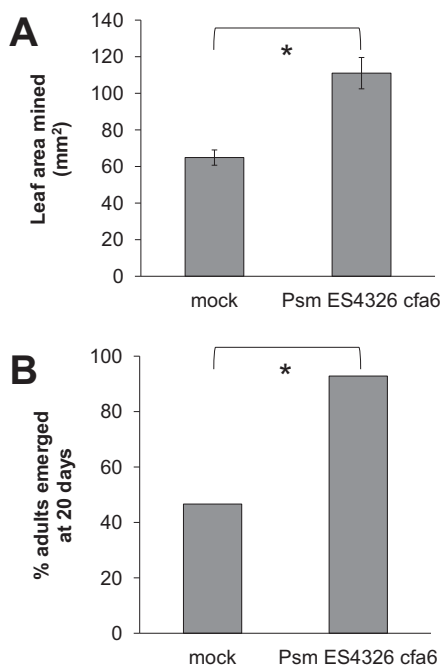 A
Leaf area mined
(mm²)
140
120
100
80
60
40
20
0
*
mock
Psm ES4326 cfa6
B
% adults emerged
at 20 days
100
80
60
40
20
0
*
mock
Psm ES4326 cfa6